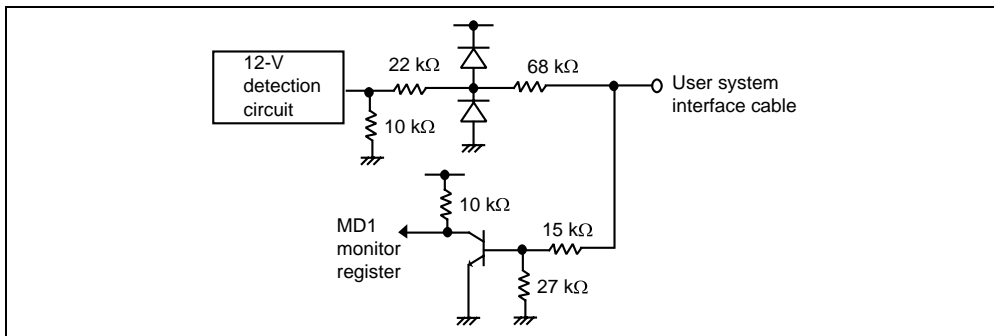 12-V
detection
circuit
22 kΩ
68 kΩ
User system
interface cable
10 kΩ
10 kΩ
MD1
monitor
register
15 kΩ
27 kΩ